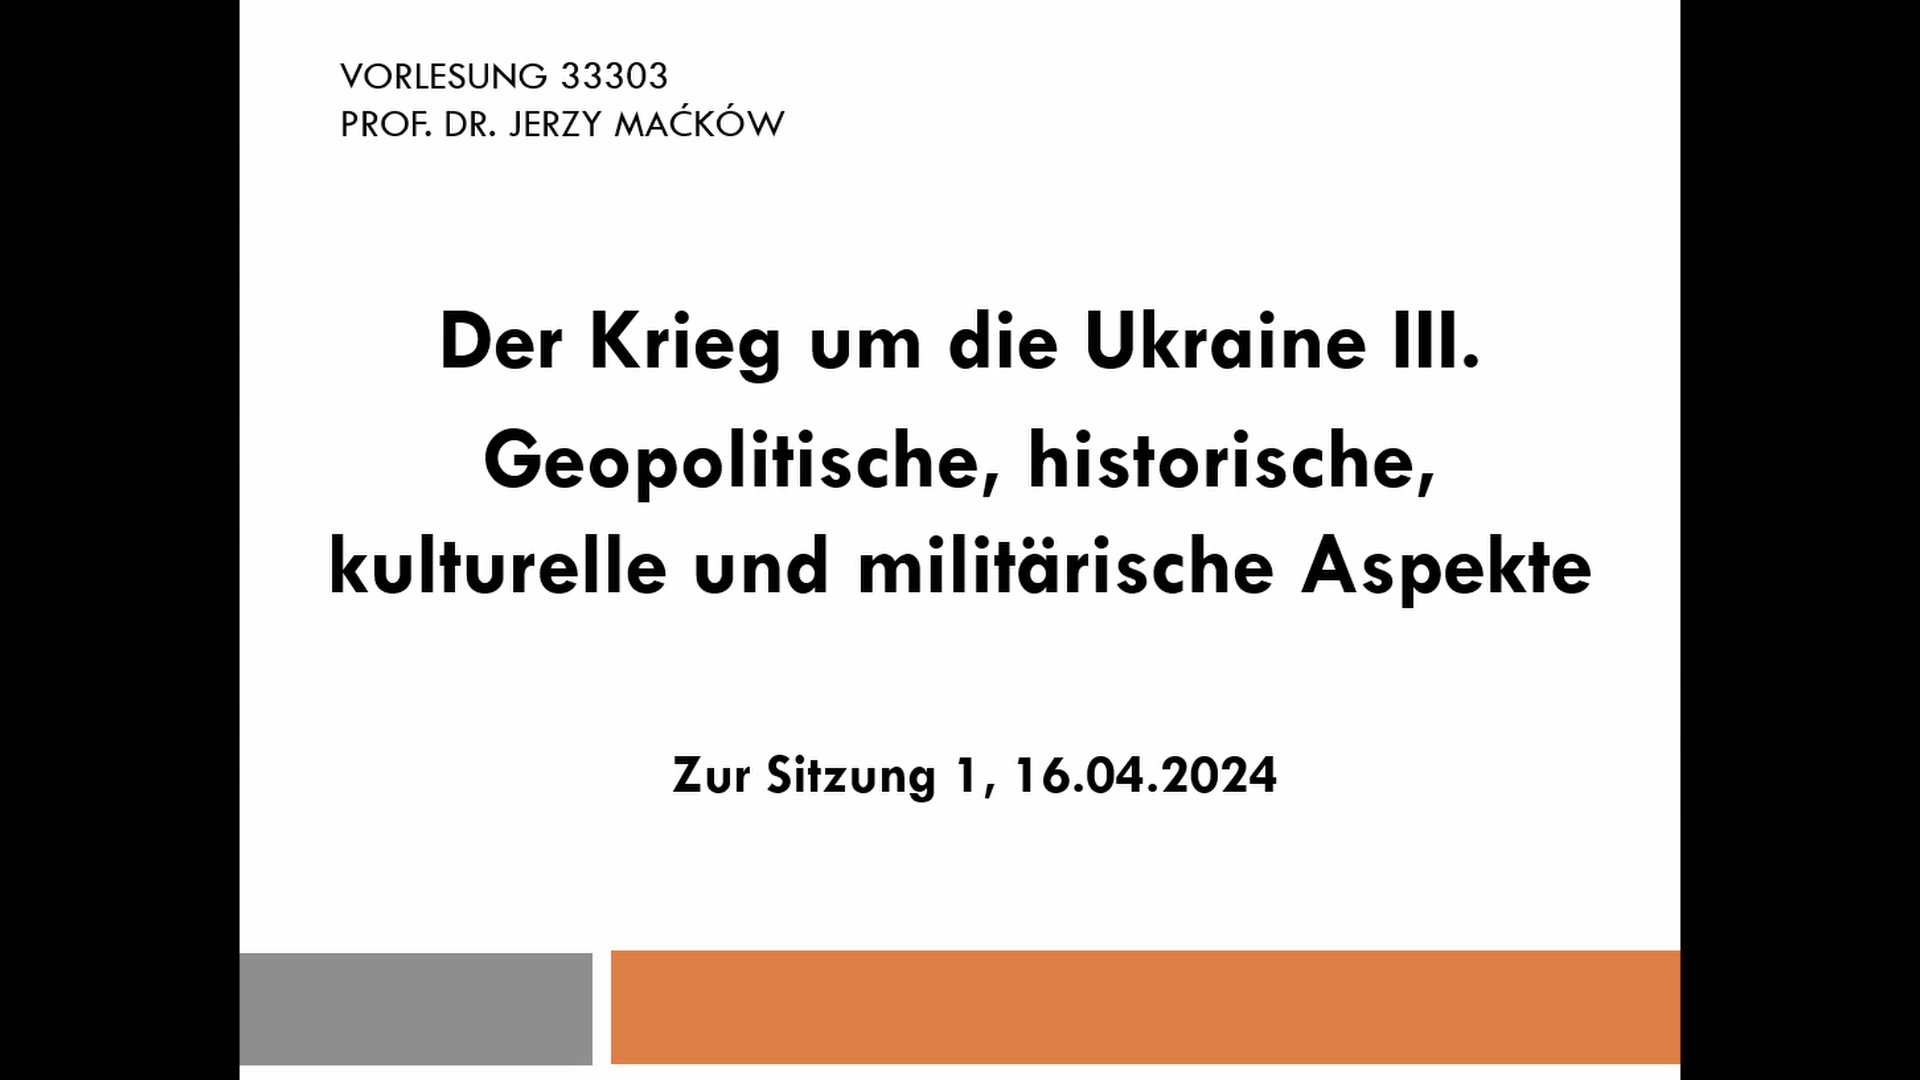 VORLESUNG 33303
PROF. DR. JERZY MAĆKÓW
Der Krieg um die Ukraine III.
Geopolitische, historische,
kulturelle und militärische Aspekte
Zur Sitzung 1, 16.04.2024